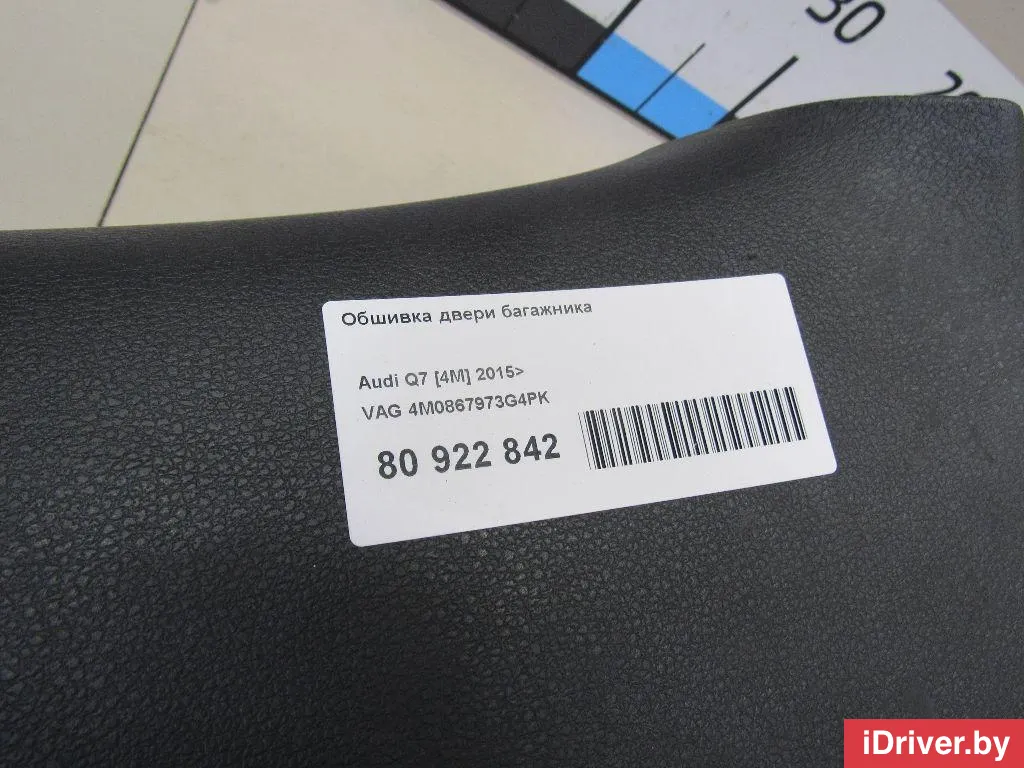 30
Обшивка двери багажника
Audi Q7 [4M] 2015>
VAG 4M0867973G4PK
80 922 842
iDriver.by